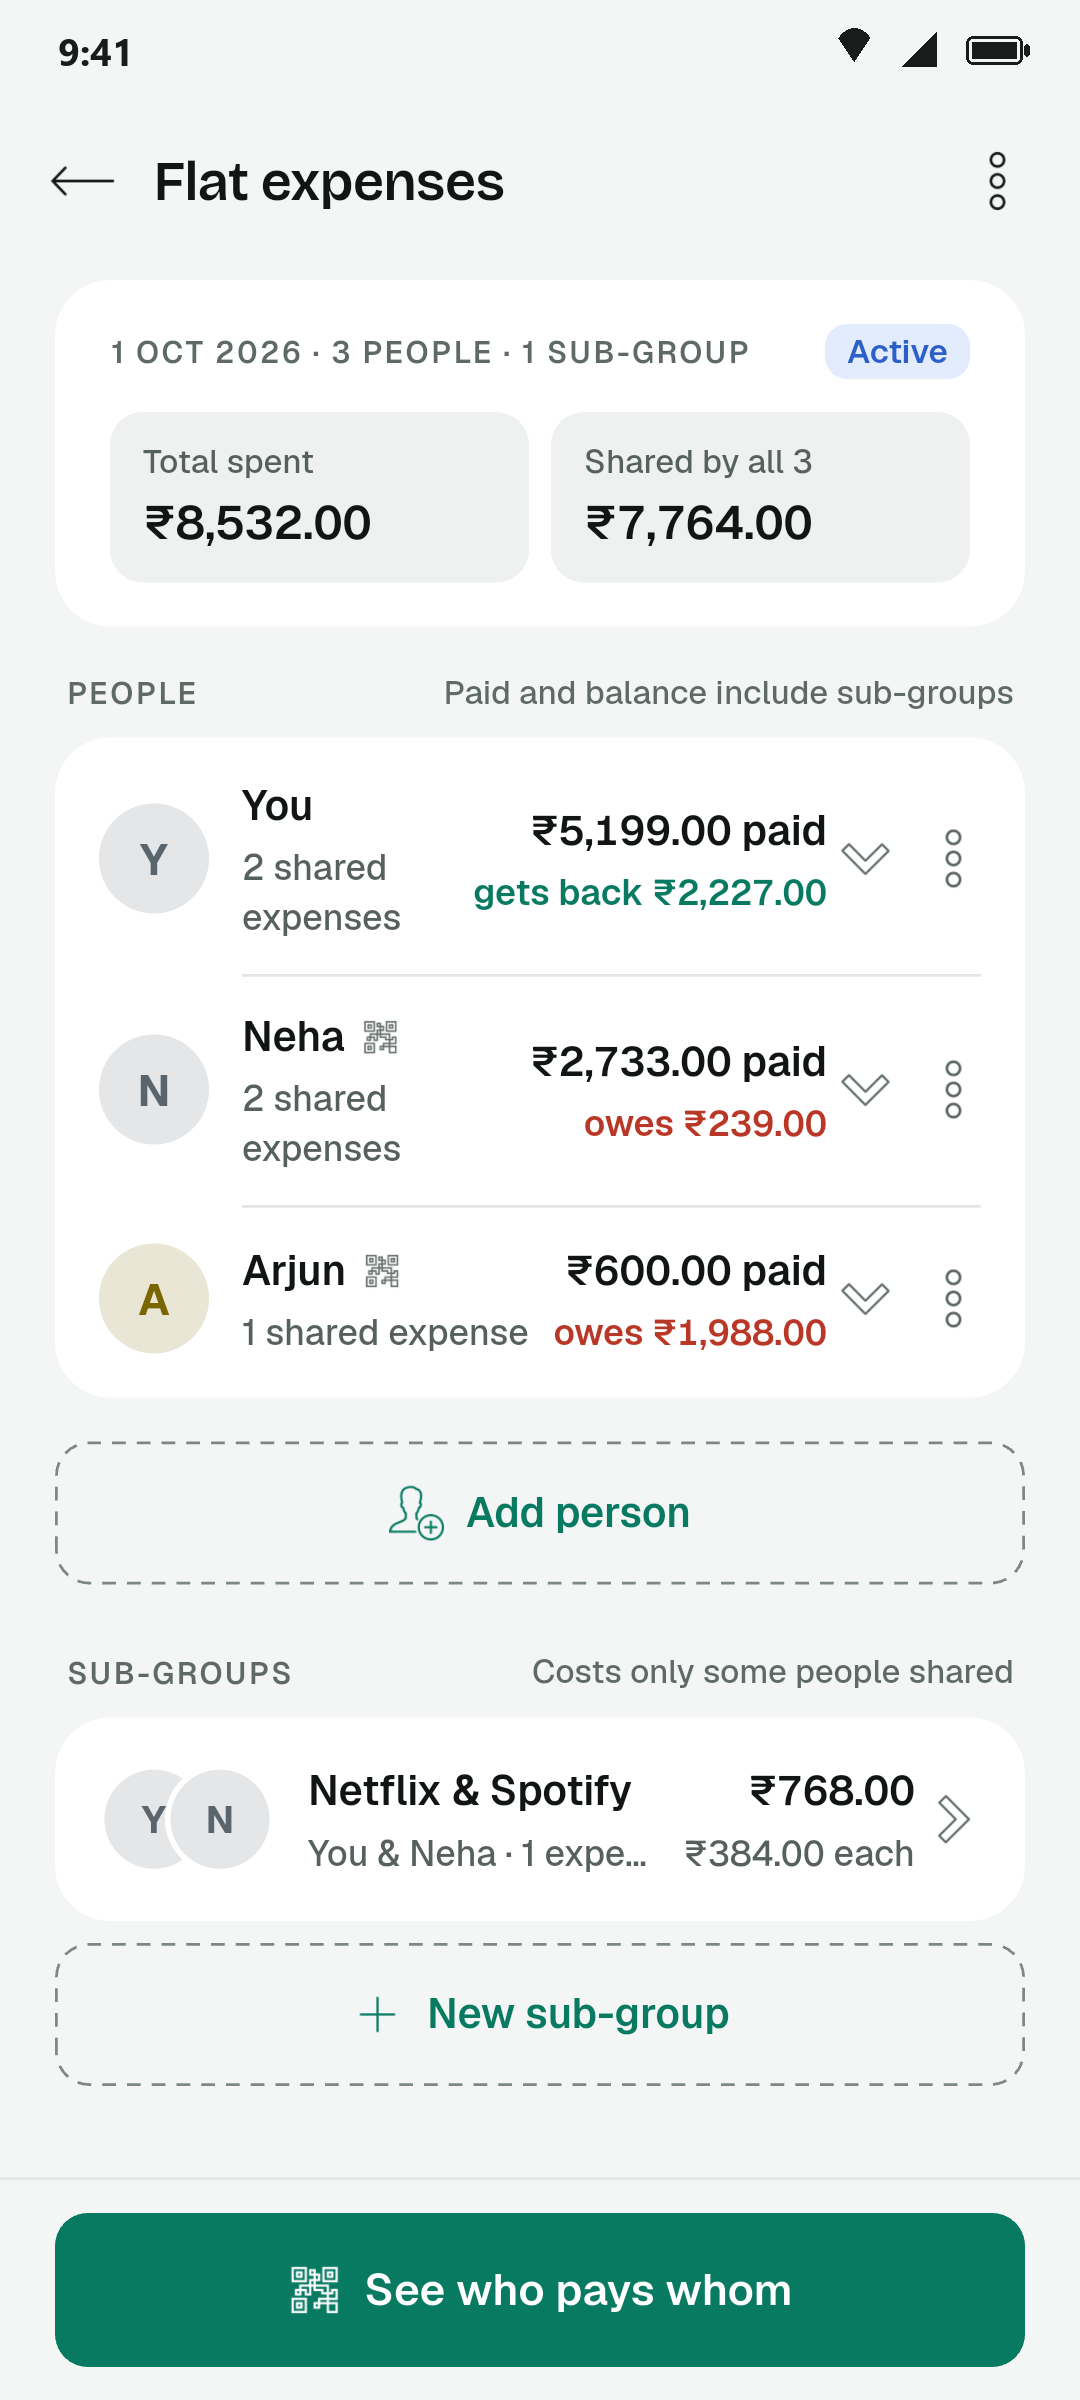 9:41
Flat expenses
1 OCT 2026 · 3 PEOPLE · 1 SUB-GROUP
Active
Total spent
₹8,532.00
Shared by all 3
₹7,764.00
PEOPLE
Paid and balance include sub-groups
Y
You
2 shared
expenses
₹5,199.00 paid
gets back ₹2,227.00
N
Neha
2 shared
expenses
₹2,733.00 paid
owes ₹239.00
A
Arjun
1 shared expense
₹600.00 paid
owes ₹1,988.00
Add person
SUB-GROUPS
Costs only some people shared
Y N
Netflix & Spotify
You & Neha · 1 expe...
₹768.00
₹384.00 each
New sub-group
See who pays whom